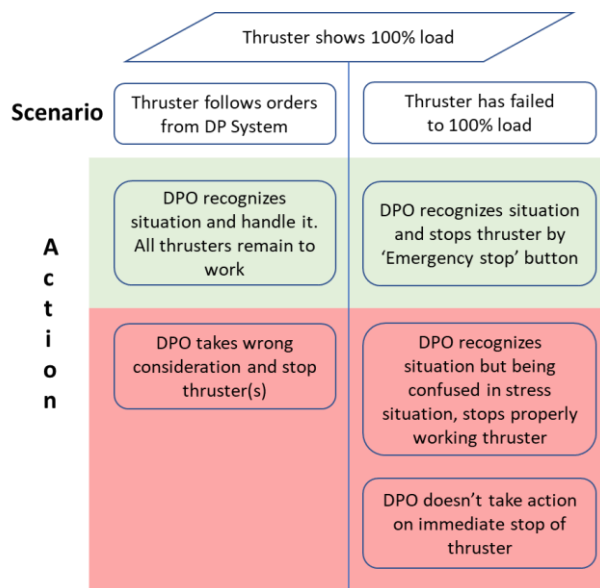 Thruster shows 100% load
Scenario
Thruster follows orders
from DP System
Thruster has failed
to 100% load
A
c
t
i
o
n
DPO recognizes
situation and handle it.
All thrusters remain to
work
DPO recognizes situation
and stops thruster by
‘Emergency stop’ button
DPO takes wrong
consideration and stop
thruster(s)
DPO recognizes
situation but being
confused in stress
situation, stops properly
working thruster
DPO doesn’t take action
on immediate stop of
thruster